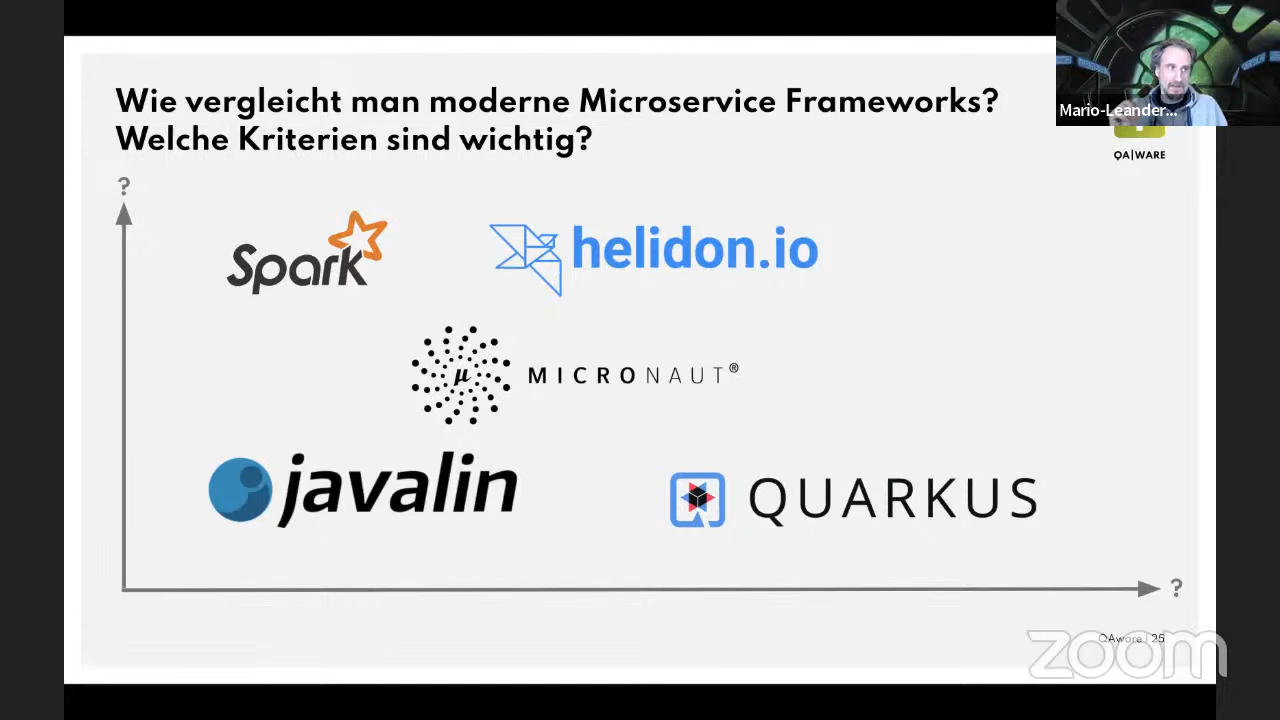 Wie vergleicht man moderne Microservice Frameworks?
Welche Kriterien sind wichtig?
Mario-Leander...
QA|WARE
?
Spark
helidon.io
μ MICRONAUT®
javalin
QUARKUS
?
QAware | 25
zoom